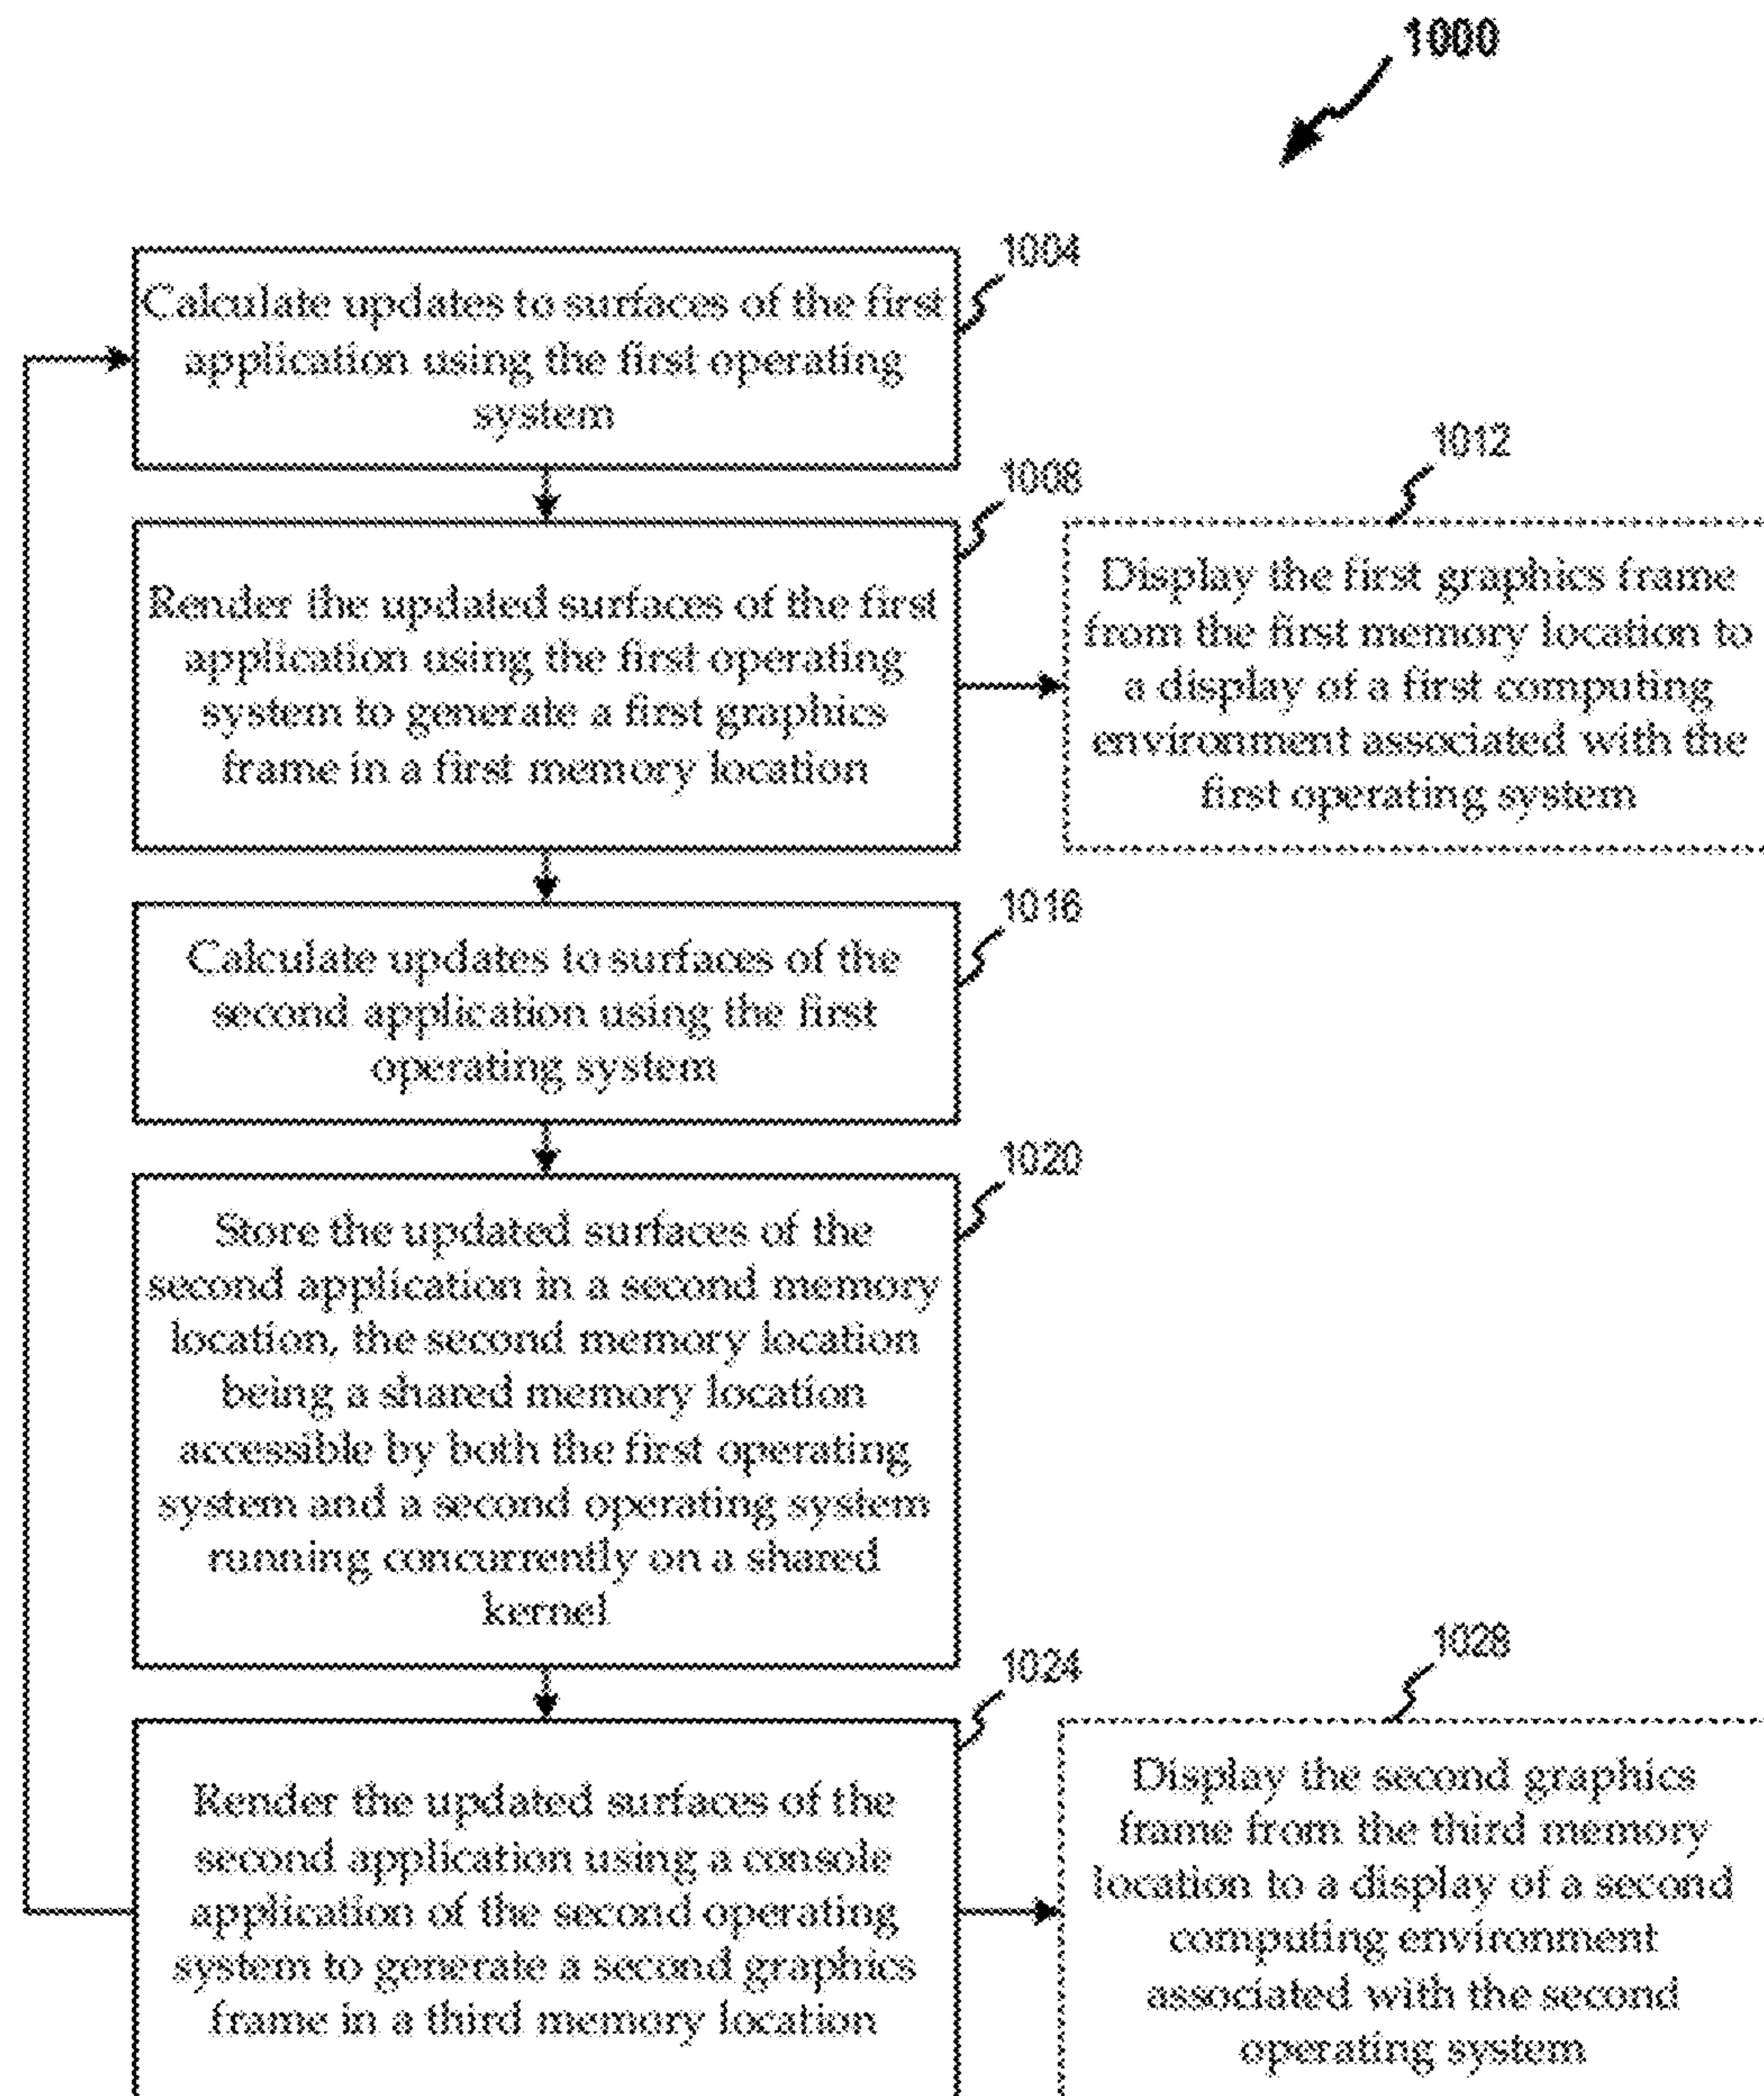 1000
1004
Calculate updates to surfaces of the first
application using the first operating
system
1008
Render the updated surfaces of the first
application using the first operating
system to generate a first graphics
frame in a first memory location
1012
Display the first graphics frame
from the first memory location to
a display of a first computing
environment associated with the
first operating system
1016
Calculate updates to surfaces of the
second application using the first
operating system
1020
Store the updated surfaces of the
second application in a second memory
location, the second memory location
being a shared memory location
accessible by both the first operating
system and a second operating system
running concurrently on a shared
kernel
1024
Render the updated surfaces of the
second application using a console
application of the second operating
system to generate a second graphics
frame in a third memory location
1028
Display the second graphics
frame from the third memory
location to a display of a second
computing environment
associated with the second
operating system